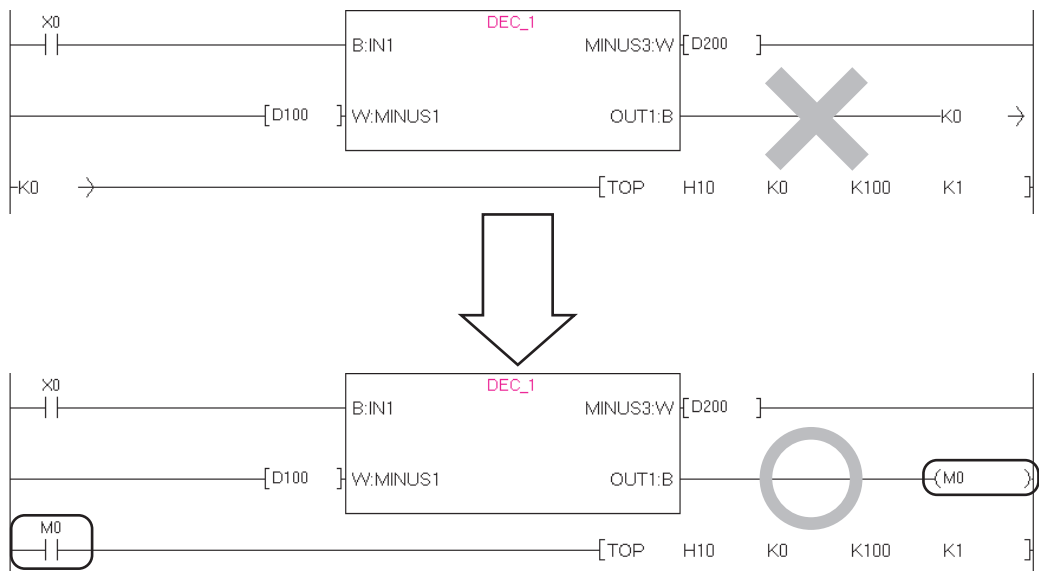 X0 DEC_1
B:IN1 MINUS3:W [D200 ]
[D100 ] W:MINUS1 OUT1:B K0
K0 [TOP H10 K0 K100 K1 ]
X0 DEC_1
B:IN1 MINUS3:W [D200 ]
[D100 ] W:MINUS1 OUT1:B (M0 )
M0
[TOP H10 K0 K100 K1 ]